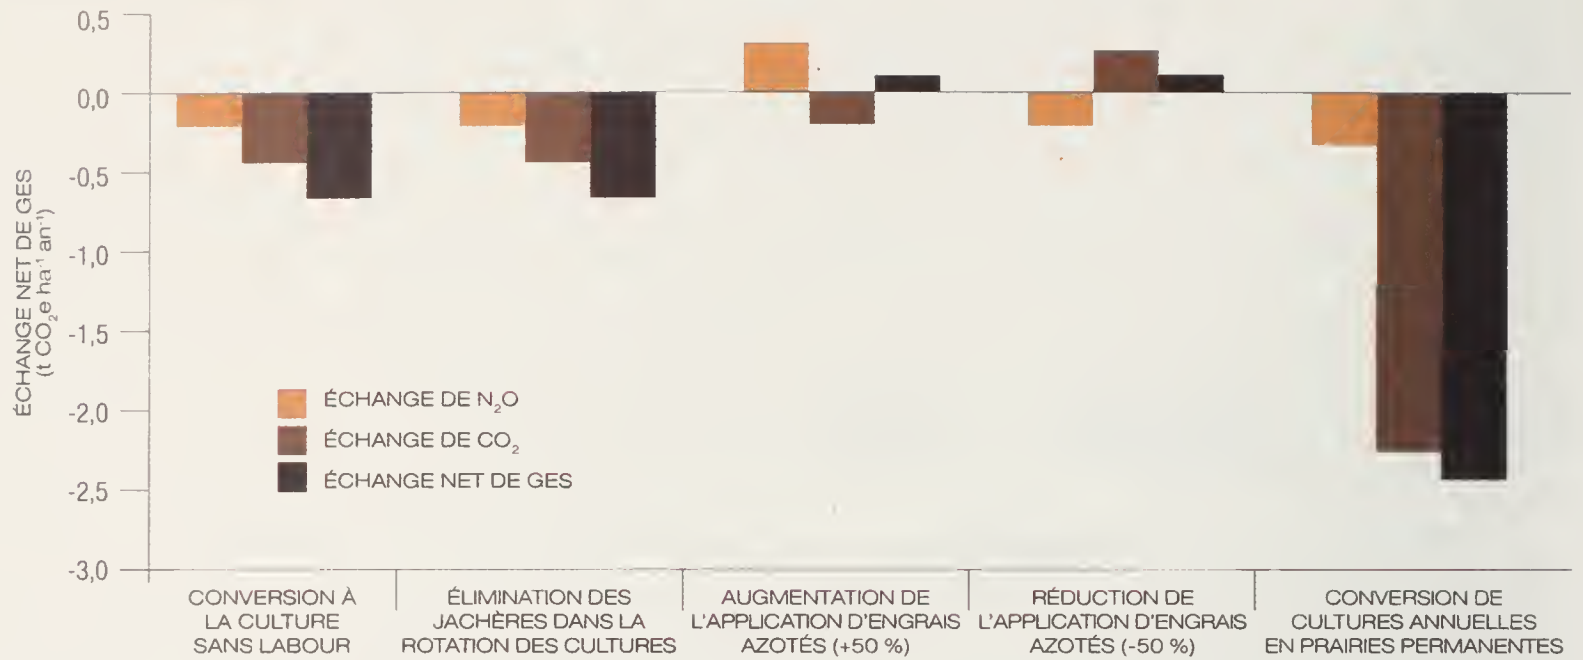 0,5
0,0
-0,5
-1,0
-1,5
-2,0
-2,5
-3,0
ÉCHANGE NET DE GES
(t CO₂e ha⁻¹ an⁻¹)
ÉCHANGE DE N₂O
ÉCHANGE DE CO₂
ÉCHANGE NET DE GES
CONVERSION À
LA CULTURE
SANS LABOUR
ÉLIMINATION DES
JACHÈRES DANS LA
ROTATION DES CULTURES
AUGMENTATION DE
L'APPLICATION D'ENGRAIS
AZOTÉS (+50 %)
RÉDUCTION DE
L'APPLICATION D'ENGRAIS
AZOTÉS (-50 %)
CONVERSION DE
CULTURES ANNUELLES
EN PRAIRIES PERMANENTES